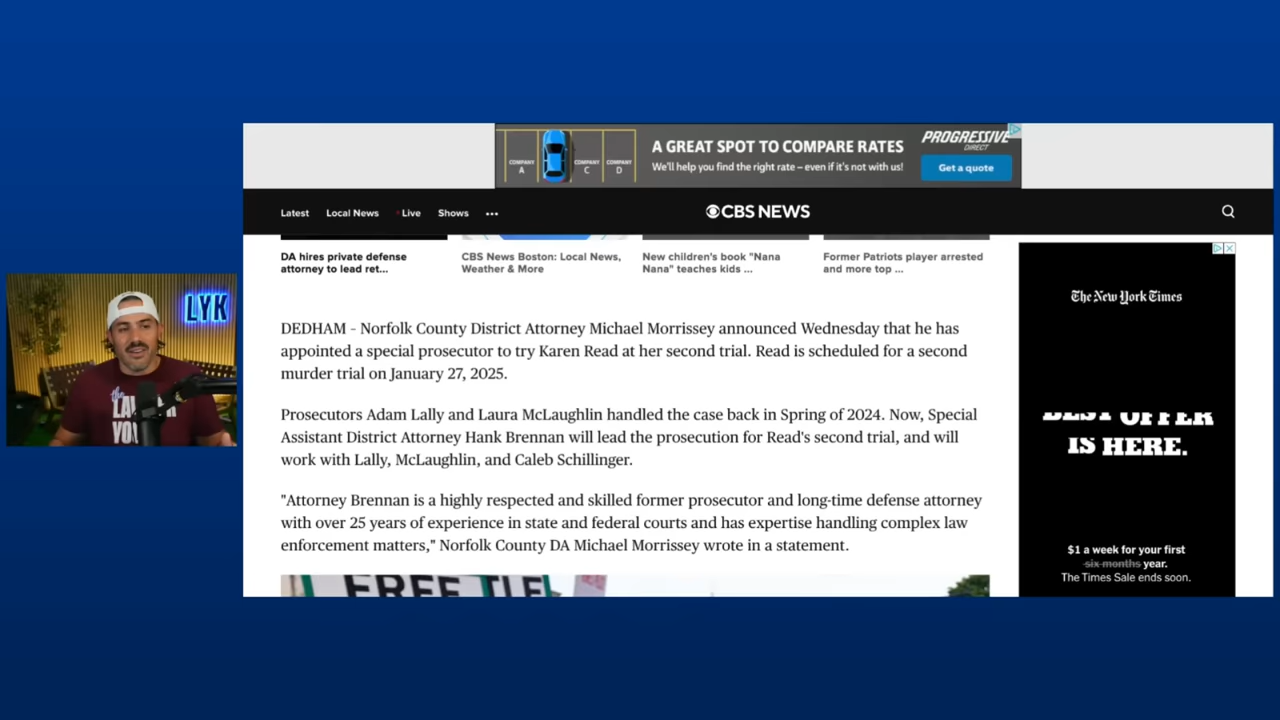 COMPANY
A
COMPANY
C
COMPANY
D
A GREAT SPOT TO COMPARE RATES
We'll help you find the right rate – even if it's not with us!
PROGRESSIVE
DIRECT
Get a quote
Latest
Local News
Live
Shows
CBS NEWS
DA hires private defense
attorney to lead ret...
CBS News Boston: Local News,
Weather & More
New children's book "Nana
Nana" teaches kids ...
Former Patriots player arrested
and more top ...
DEDHAM - Norfolk County District Attorney Michael Morrissey announced Wednesday that he has
appointed a special prosecutor to try Karen Read at her second trial. Read is scheduled for a second
murder trial on January 27, 2025.
Prosecutors Adam Lally and Laura McLaughlin handled the case back in Spring of 2024. Now, Special
Assistant District Attorney Hank Brennan will lead the prosecution for Read's second trial, and will
work with Lally, McLaughlin, and Caleb Schillinger.
"Attorney Brennan is a highly respected and skilled former prosecutor and long-time defense attorney
with over 25 years of experience in state and federal courts and has expertise handling complex law
enforcement matters," Norfolk County DA Michael Morrissey wrote in a statement.
FREE
The New York Times
BEST OFFER
IS HERE.
$1 a week for your first
six months year.
The Times Sale ends soon.
LYK
the